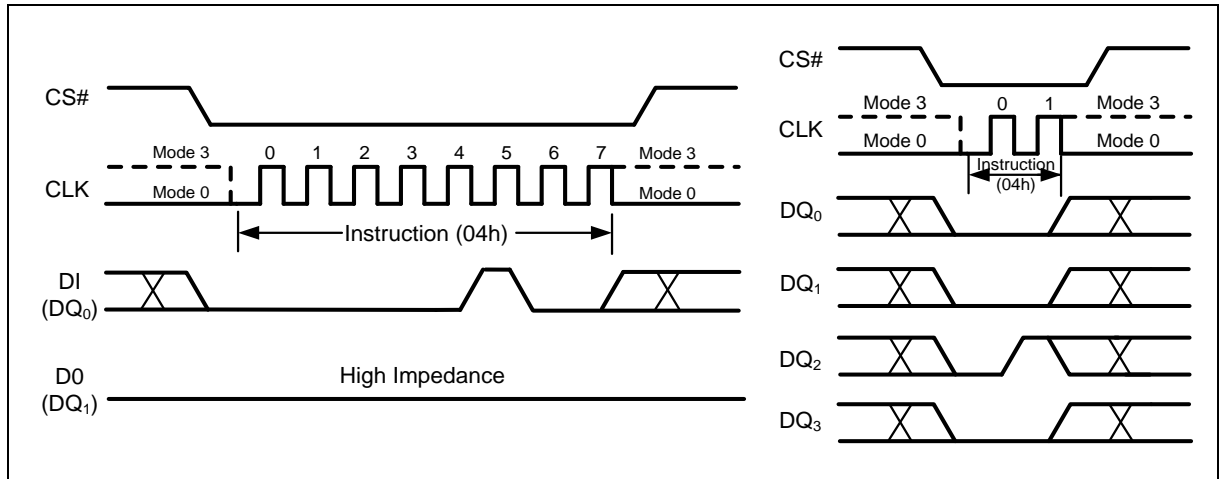 CS#
Mode 3
0 1 2 3 4 5 6 7
Mode 3
CLK
Mode 0
Mode 0
Instruction (04h)
DI
(DQ0)
D0
(DQ1)
High Impedance
CS#
Mode 3
0 1
Mode 3
CLK
Mode 0
Mode 0
Instruction
(04h)
DQ0
DQ1
DQ2
DQ3